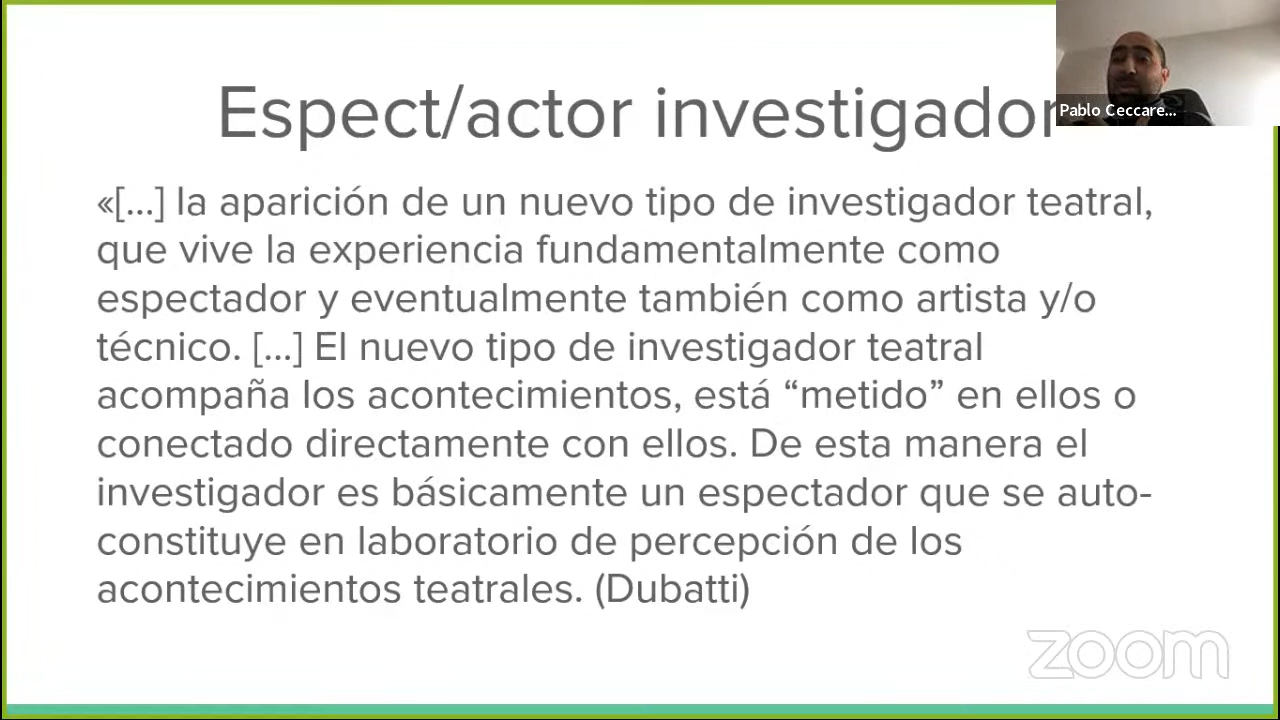 Espect/actor investigador
Pablo Ceccare...
«[...] la aparición de un nuevo tipo de investigador teatral,
que vive la experiencia fundamentalmente como
espectador y eventualmente también como artista y/o
técnico. [...] El nuevo tipo de investigador teatral
acompaña los acontecimientos, está “metido” en ellos o
conectado directamente con ellos. De esta manera el
investigador es básicamente un espectador que se auto-
constituye en laboratorio de percepción de los
acontecimientos teatrales. (Dubatti)
zoom